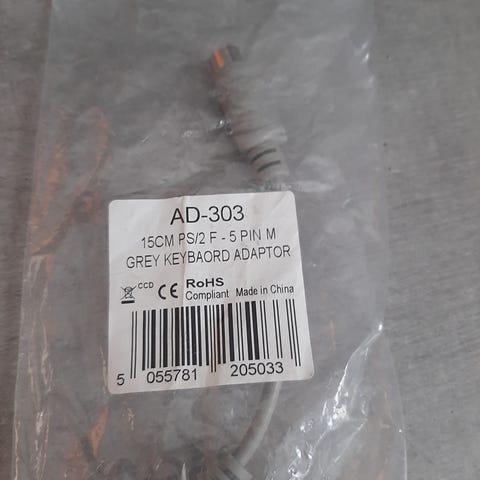 AD-303
15CM PS/2 F - 5 PIN M
GREY KEYBAORD ADAPTOR
CCD CE RoHS
Compliant Made in China
5 055781 205033